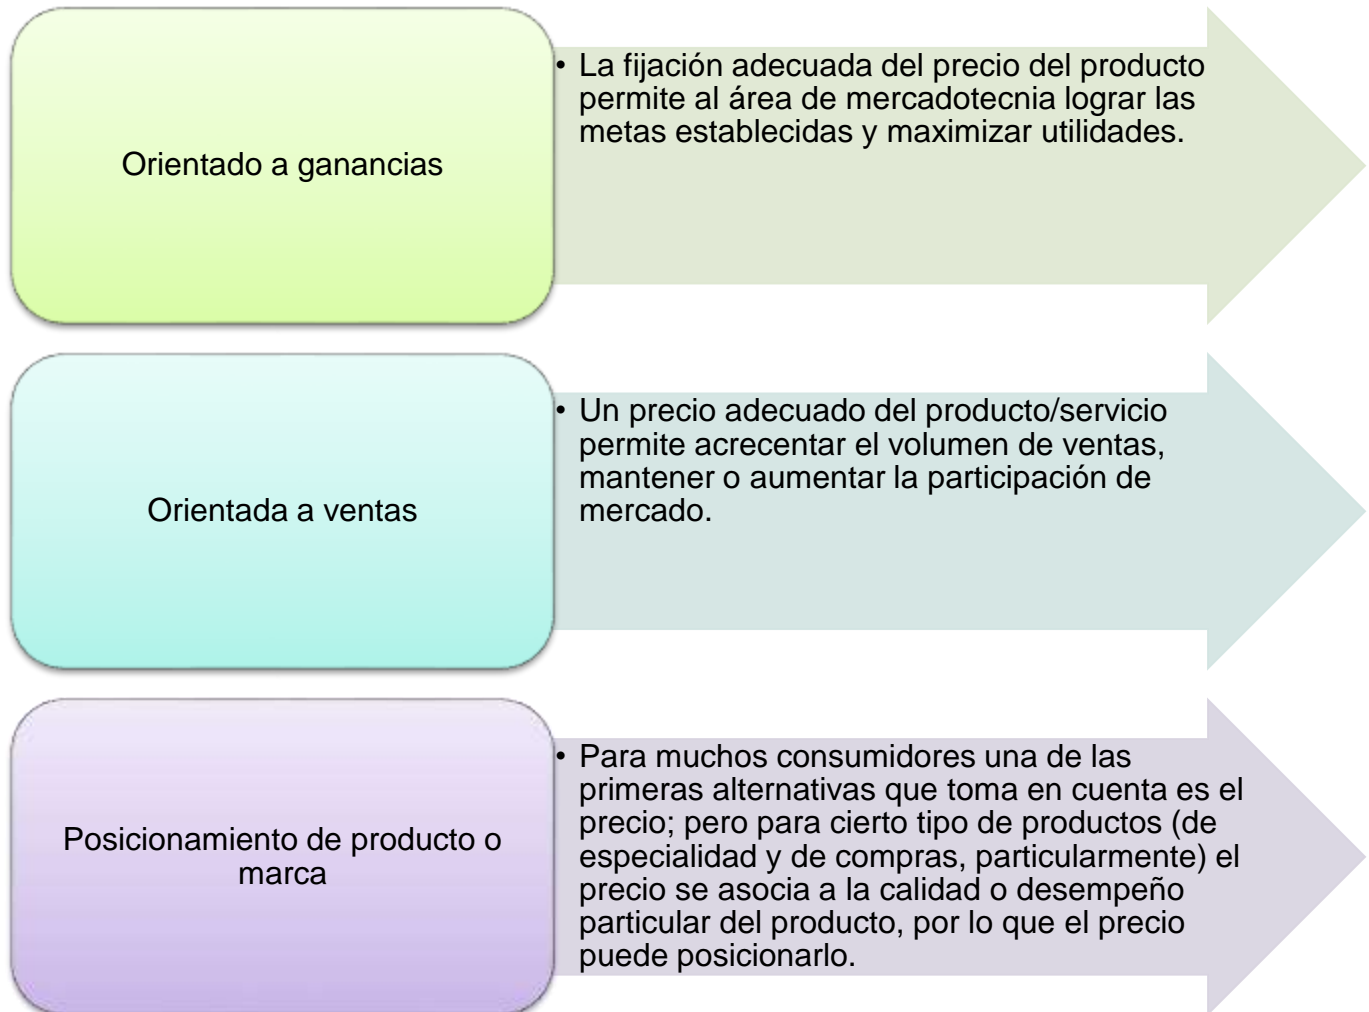 Orientado a ganancias
• La fijación adecuada del precio del producto
permite al área de mercadotecnia lograr las
metas establecidas y maximizar utilidades.
Orientada a ventas
• Un precio adecuado del producto/servicio
permite acrecentar el volumen de ventas,
mantener o aumentar la participación de
mercado.
Posicionamiento de producto o
marca
• Para muchos consumidores una de las
primeras alternativas que toma en cuenta es el
precio; pero para cierto tipo de productos (de
especialidad y de compras, particularmente) el
precio se asocia a la calidad o desempeño
particular del producto, por lo que el precio
puede posicionarlo.